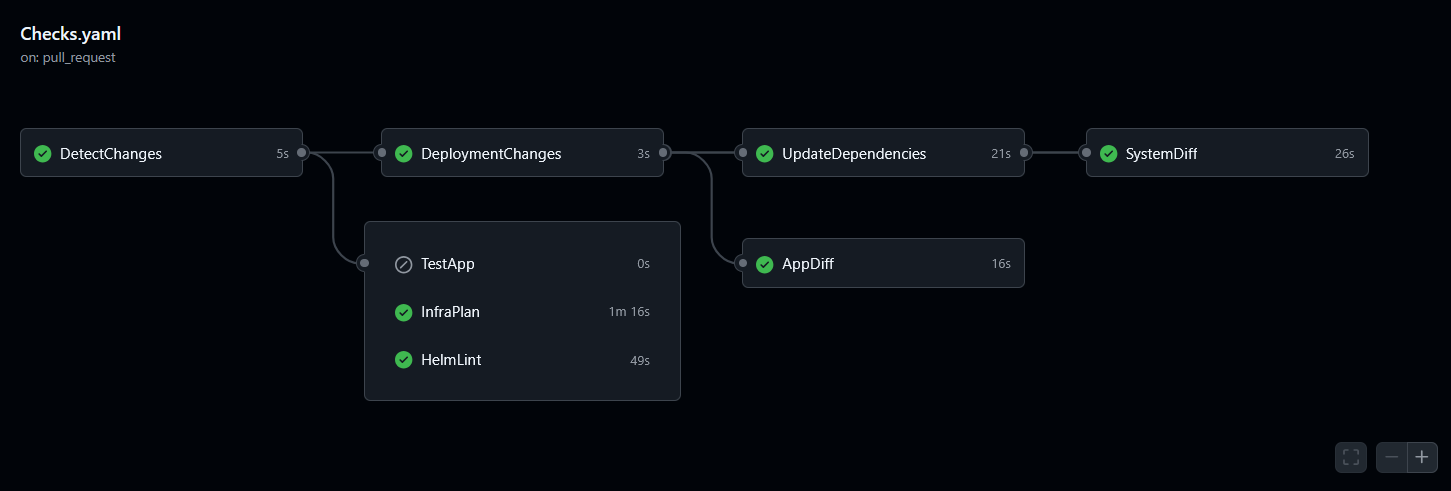 Checks.yaml
on: pull_request
DetectChanges 5s
DeploymentChanges 3s
UpdateDependencies 21s
SystemDiff 26s
TestApp 0s
InfraPlan 1m 16s
HelmLint 49s
AppDiff 16s